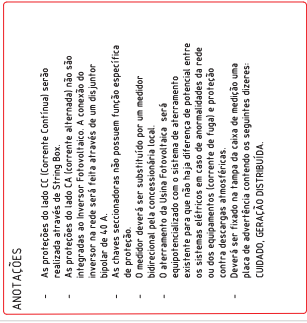 ANOTAÇÕES
- As proteções do lado CC (Corrente Contínua) serão
realizada através de String Box.
- As proteções do lado CA (corrente alternada) não são
integradas ao Inversor Fotovoltaico. A conexão do
inversor na rede será feita através de um disjuntor
bipolar de 40 A.
- As chaves seccionadoras não possuem função específica
de proteção.
- O medidor deverá ser substituído por um medidor
bidirecional pela concessionária local.
- O aterramento da Usina Fotovoltaica será
equipotencializado com o sistema de aterramento
existente para que não haja diferença de potencial entre
os sistemas elétricos em caso de anormalidades da rede
ou dos equipamentos (corrente de fuga) e proteção
contra descargas atmosféricas.
- Deverá ser fixado na tampa da caixa de medição uma
placa de advertência contendo os seguintes dizeres:
CUIDADO, GERAÇÃO DISTRIBUÍDA.